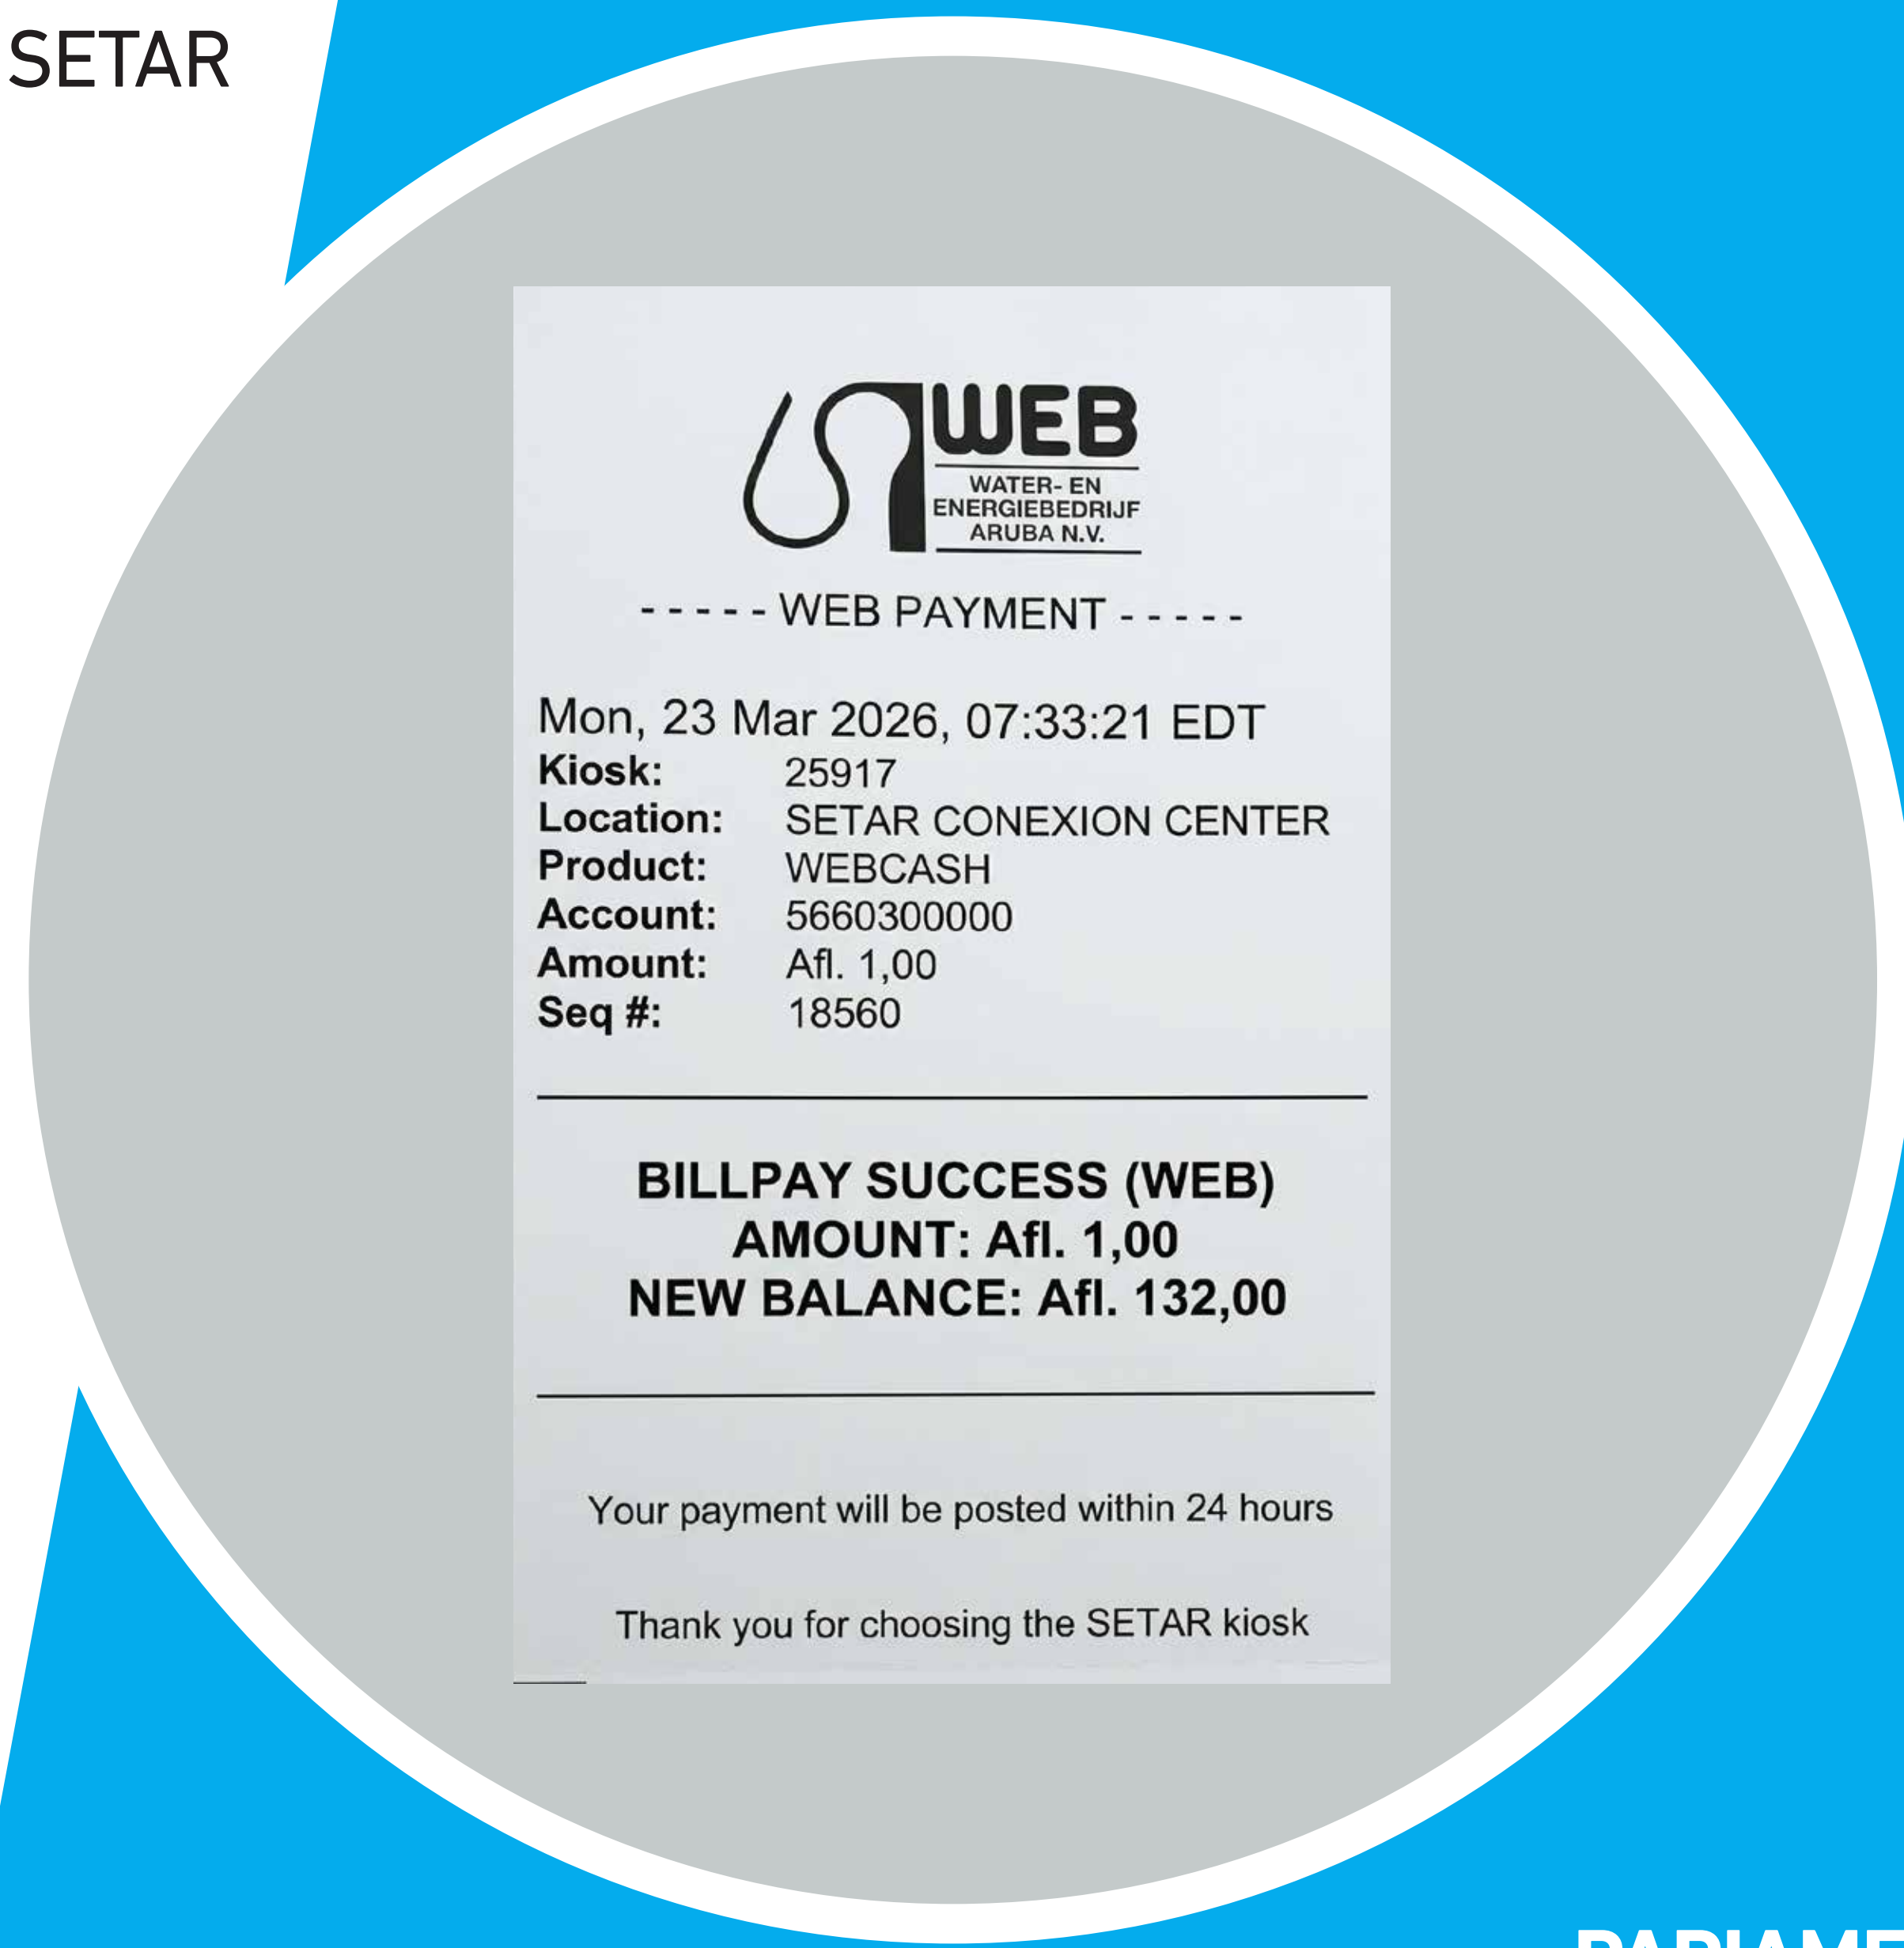 SETAR
WEB
WATER- EN
ENERGIEBEDRIJF
ARUBA N.V.
- - - - - WEB PAYMENT - - - - -
Mon, 23 Mar 2026, 07:33:21 EDT
Kiosk: 25917
Location: SETAR CONEXION CENTER
Product: WEBCASH
Account: 5660300000
Amount: Afl. 1,00
Seq #: 18560
BILLPAY SUCCESS (WEB)
AMOUNT: Afl. 1,00
NEW BALANCE: Afl. 132,00
Your payment will be posted within 24 hours
Thank you for choosing the SETAR kiosk